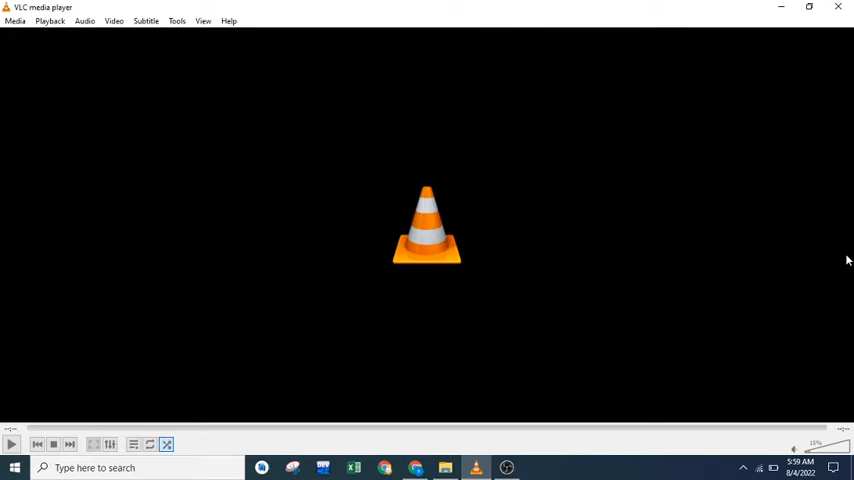 VLC media player
Media Playback Audio Video Subtitle Tools View Help
--:-- --:--
15%
Type here to search
5:59 AM
8/4/2022